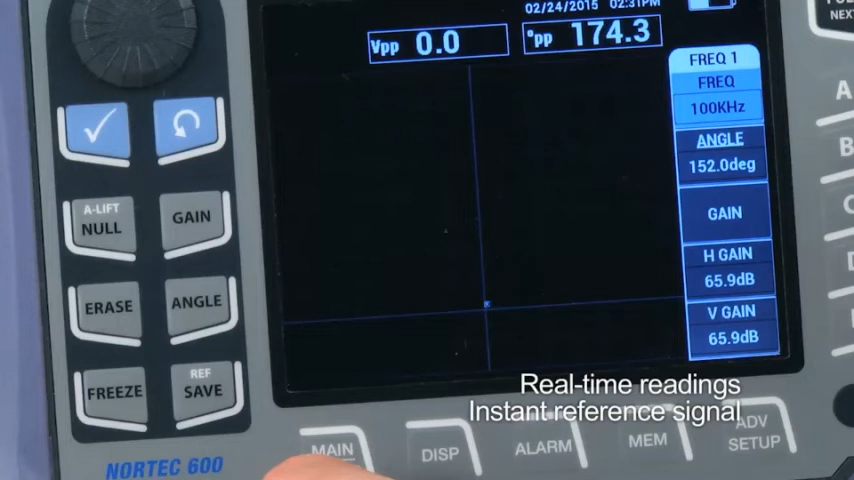 02/24/2015 02:31PM
Vpp 0.0
°pp 174.3
FREQ 1
FREQ
100KHz
ANGLE
152.0deg
GAIN
H GAIN
65.9dB
V GAIN
65.9dB
NEXT
A
B
A-LIFT
NULL
GAIN
ERASE
ANGLE
FREEZE
REF
SAVE
Real-time readings
Instant reference signal
MAIN
DISP
ALARM
MEM
ADV
SETUP
NORTEC 600